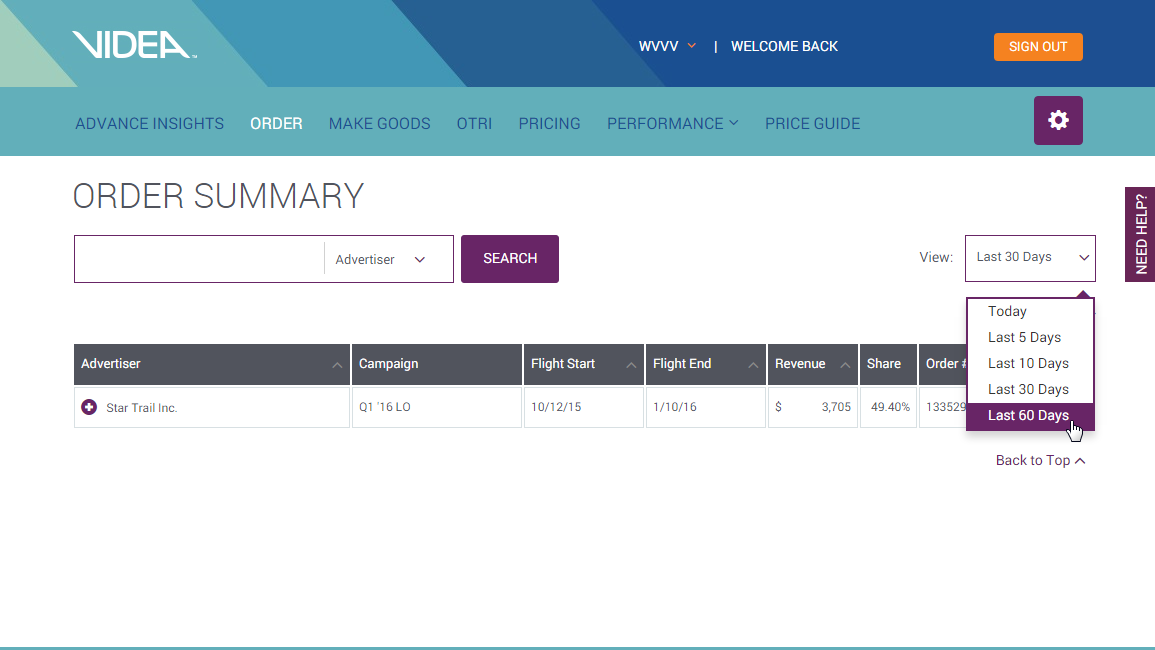 VIDEA™
WVVV | WELCOME BACK
SIGN OUT
ADVANCE INSIGHTS ORDER MAKE GOODS OTRI PRICING PERFORMANCE PRICE GUIDE
NEED HELP?
ORDER SUMMARY
Advertiser SEARCH View: Last 30 Days
Today
Last 5 Days
Last 10 Days
Last 30 Days
Last 60 Days
Advertiser Campaign Flight Start Flight End Revenue Share Order #
Star Trail Inc. Q1 '16 LO 10/12/15 1/10/16 $ 3,705 49.40% 133529
Back to Top